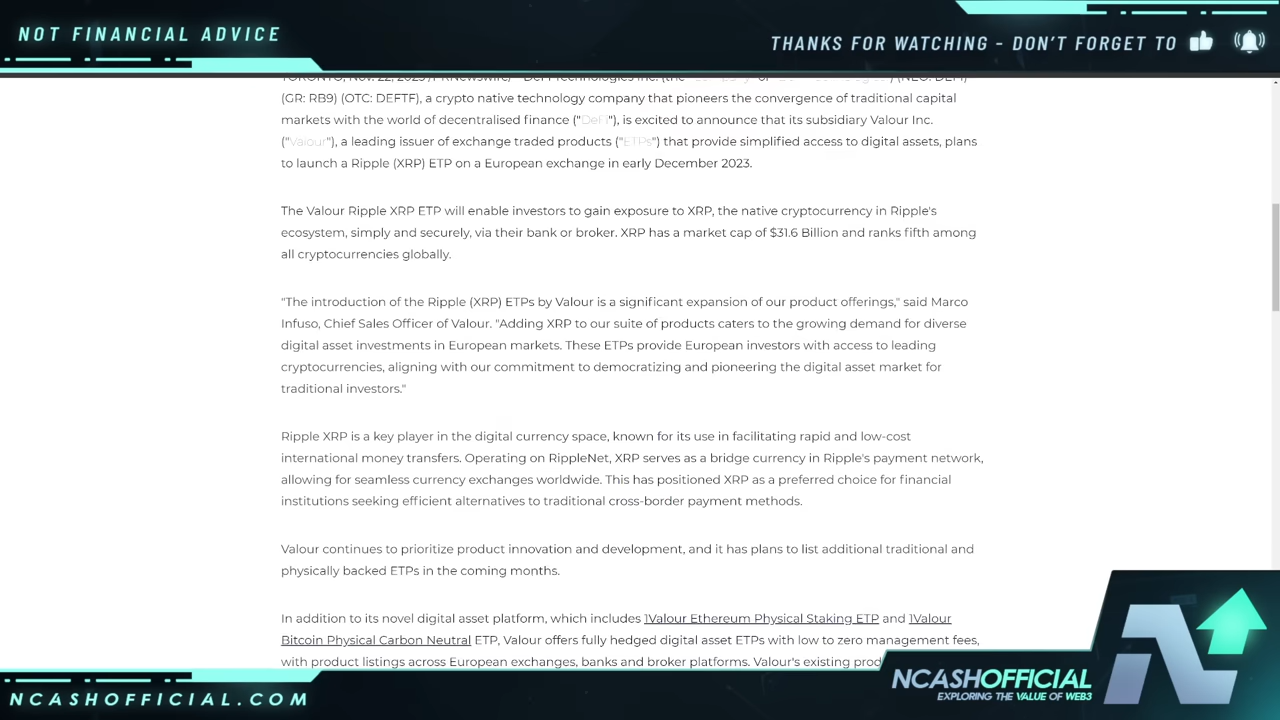 NOT FINANCIAL ADVICE
THANKS FOR WATCHING - DON'T FORGET TO
TORONTO, Nov. 22, 2023 /PRNewswire/ - DeFi Technologies Inc. (the
(GR: RB9) (OTC: DEFTF), a crypto native technology company that pioneers the convergence of traditional capital
markets with the world of decentralised finance ("DeFi"), is excited to announce that its subsidiary Valour Inc.
("Valour"), a leading issuer of exchange traded products ("ETPs") that provide simplified access to digital assets, plans
to launch a Ripple (XRP) ETP on a European exchange in early December 2023.
The Valour Ripple XRP ETP will enable investors to gain exposure to XRP, the native cryptocurrency in Ripple's
ecosystem, simply and securely, via their bank or broker. XRP has a market cap of $31.6 Billion and ranks fifth among
all cryptocurrencies globally.
"The introduction of the Ripple (XRP) ETPs by Valour is a significant expansion of our product offerings," said Marco
Infuso, Chief Sales Officer of Valour. "Adding XRP to our suite of products caters to the growing demand for diverse
digital asset investments in European markets. These ETPs provide European investors with access to leading
cryptocurrencies, aligning with our commitment to democratizing and pioneering the digital asset market for
traditional investors."
Ripple XRP is a key player in the digital currency space, known for its use in facilitating rapid and low-cost
international money transfers. Operating on RippleNet, XRP serves as a bridge currency in Ripple's payment network,
allowing for seamless currency exchanges worldwide. This has positioned XRP as a preferred choice for financial
institutions seeking efficient alternatives to traditional cross-border payment methods.
Valour continues to prioritize product innovation and development, and it has plans to list additional traditional and
physically backed ETPs in the coming months.
In addition to its novel digital asset platform, which includes 1Valour Ethereum Physical Staking ETP and 1Valour
Bitcoin Physical Carbon Neutral ETP, Valour offers fully hedged digital asset ETPs with low to zero management fees,
with product listings across European exchanges, banks and broker platforms. Valour's existing prod
NCASHOFFICIAL
EXPLORING THE VALUE OF WEB3
NCASHOFFICIAL.COM